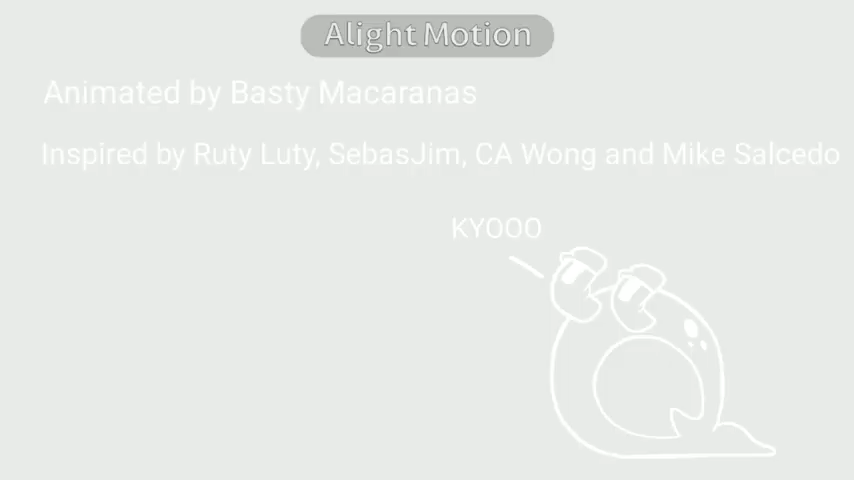 Alight Motion
Animated by Basty Macaranas
Inspired by Ruty Luty, SebasJim, CA Wong and Mike Salcedo
KYOOO